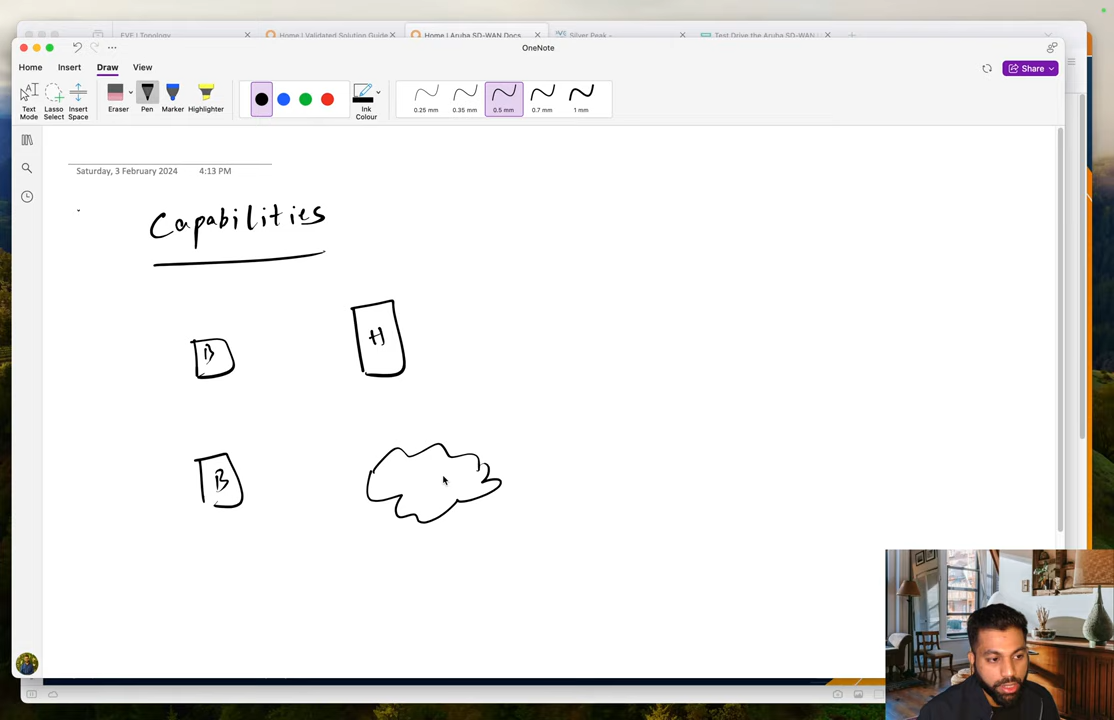 EVE | Topology
Home | Validated Solution Guide
Home | Aruba SD-WAN Docs
Silver Peak -
Test Drive the Aruba SD-WAN
OneNote
Home Insert Draw View
Share
Text Mode
Lasso Select
Insert Space
Eraser
Pen
Marker
Highlighter
Ink Colour
0.25 mm
0.35 mm
0.5 mm
0.7 mm
1 mm
Saturday, 3 February 2024 4:13 PM
Capabilities
B
H
B